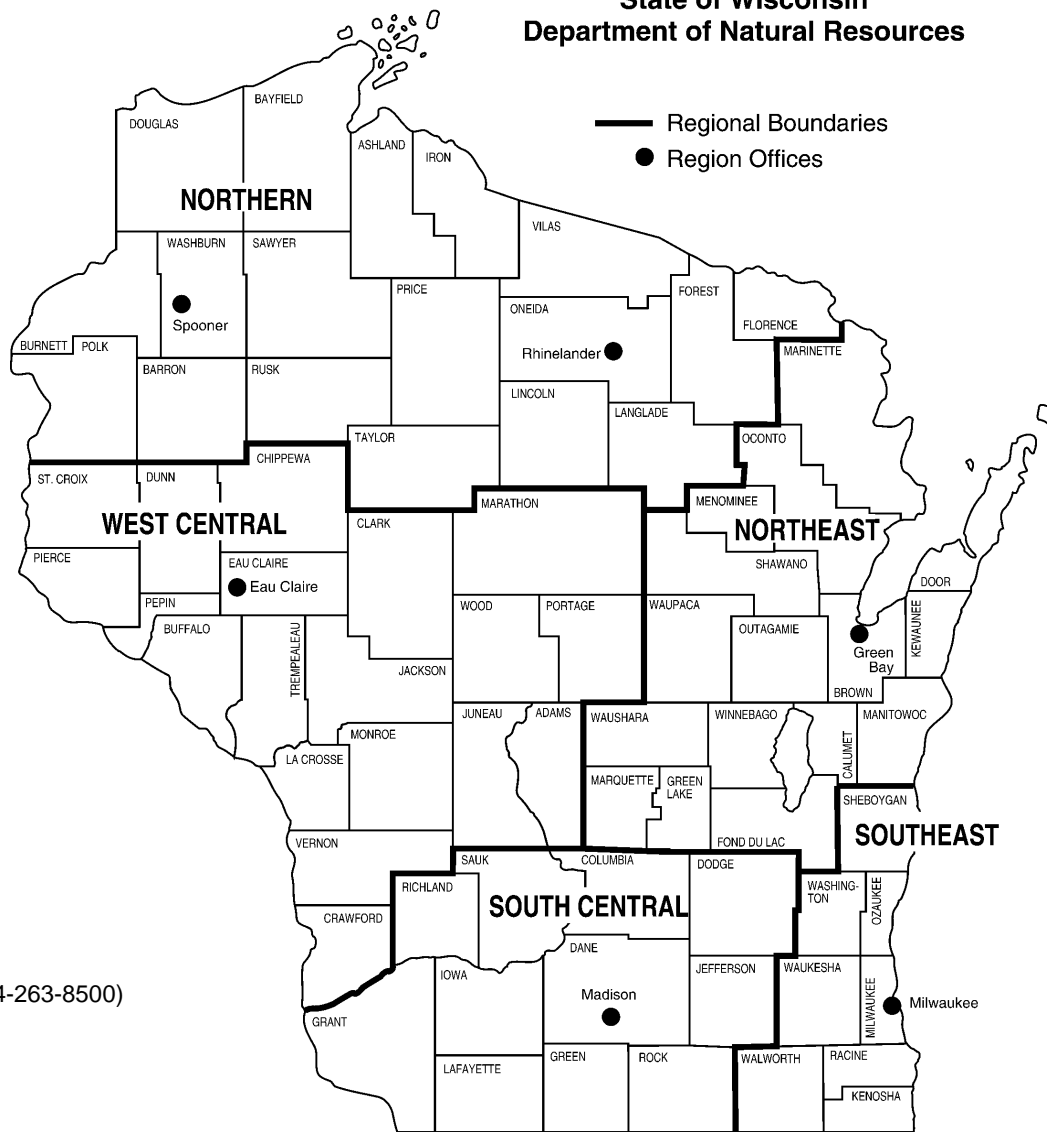 State of Wisconsin
Department of Natural Resources
Regional Boundaries
Region Offices
BAYFIELD
DOUGLAS
ASHLAND
IRON
NORTHERN
VILAS
WASHBURN
SAWYER
PRICE
FOREST
ONEIDA
Spooner
FLORENCE
BURNETT
POLK
Rhinelander
MARINETTE
BARRON
RUSK
LINCOLN
LANGLADE
TAYLOR
OCONTO
CHIPPEWA
ST. CROIX
DUNN
MARATHON
MENOMINEE
WEST CENTRAL
CLARK
NORTHEAST
PIERCE
EAU CLAIRE
SHAWANO
Eau Claire
DOOR
PEPIN
WOOD
PORTAGE
WAUPACA
BUFFALO
OUTAGAMIE
KEWAUNEE
TREMPEALEAU
Green
Bay
JACKSON
BROWN
JUNEAU
ADAMS
WAUSHARA
WINNEBAGO
MANITOWOC
MONROE
CALUMET
LA CROSSE
MARQUETTE
GREEN
LAKE
SHEBOYGAN
SOUTHEAST
VERNON
FOND DU LAC
SAUK
COLUMBIA
DODGE
RICHLAND
WASHING-
TON
OZAUKEE
SOUTH CENTRAL
CRAWFORD
DANE
IOWA
JEFFERSON
WAUKESHA
4-263-8500)
Madison
MILWAUKEE
Milwaukee
GRANT
LAFAYETTE
GREEN
ROCK
WALWORTH
RACINE
KENOSHA